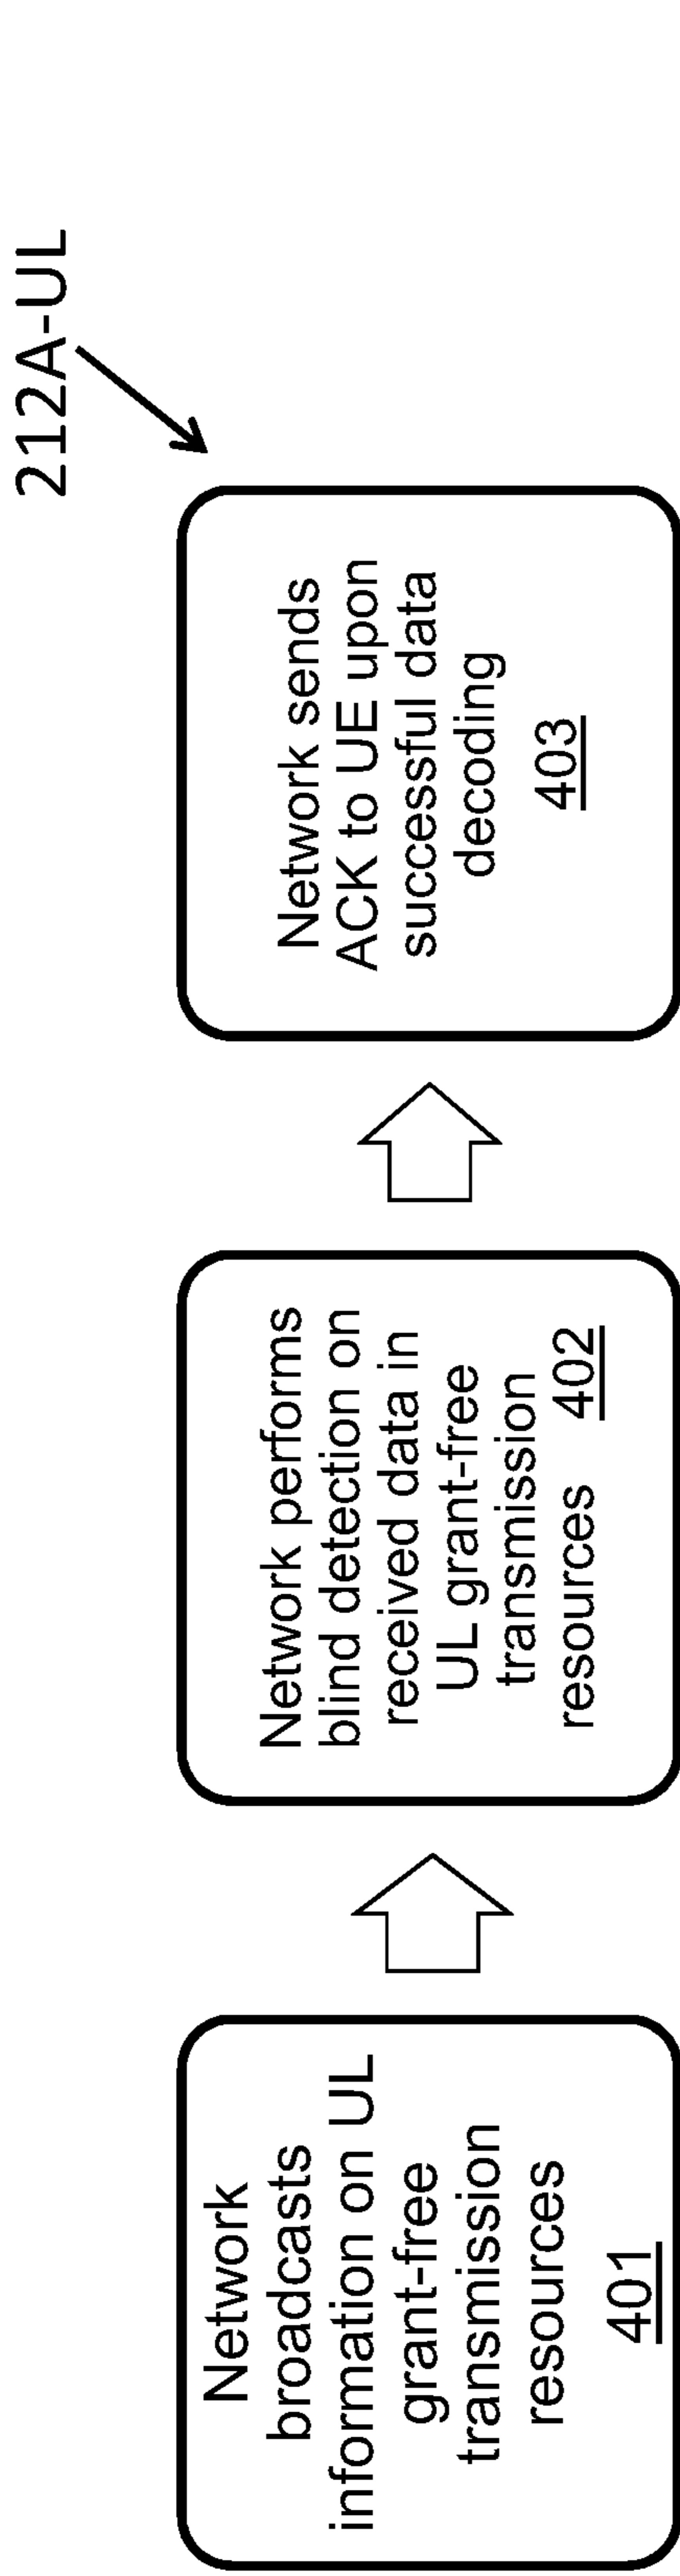 212A-UL
Network
broadcasts
information on UL
grant-free
transmission
resources
401
Network performs
blind detection on
received data in
UL grant-free
transmission
resources 402
Network sends
ACK to UE upon
successful data
decoding
403